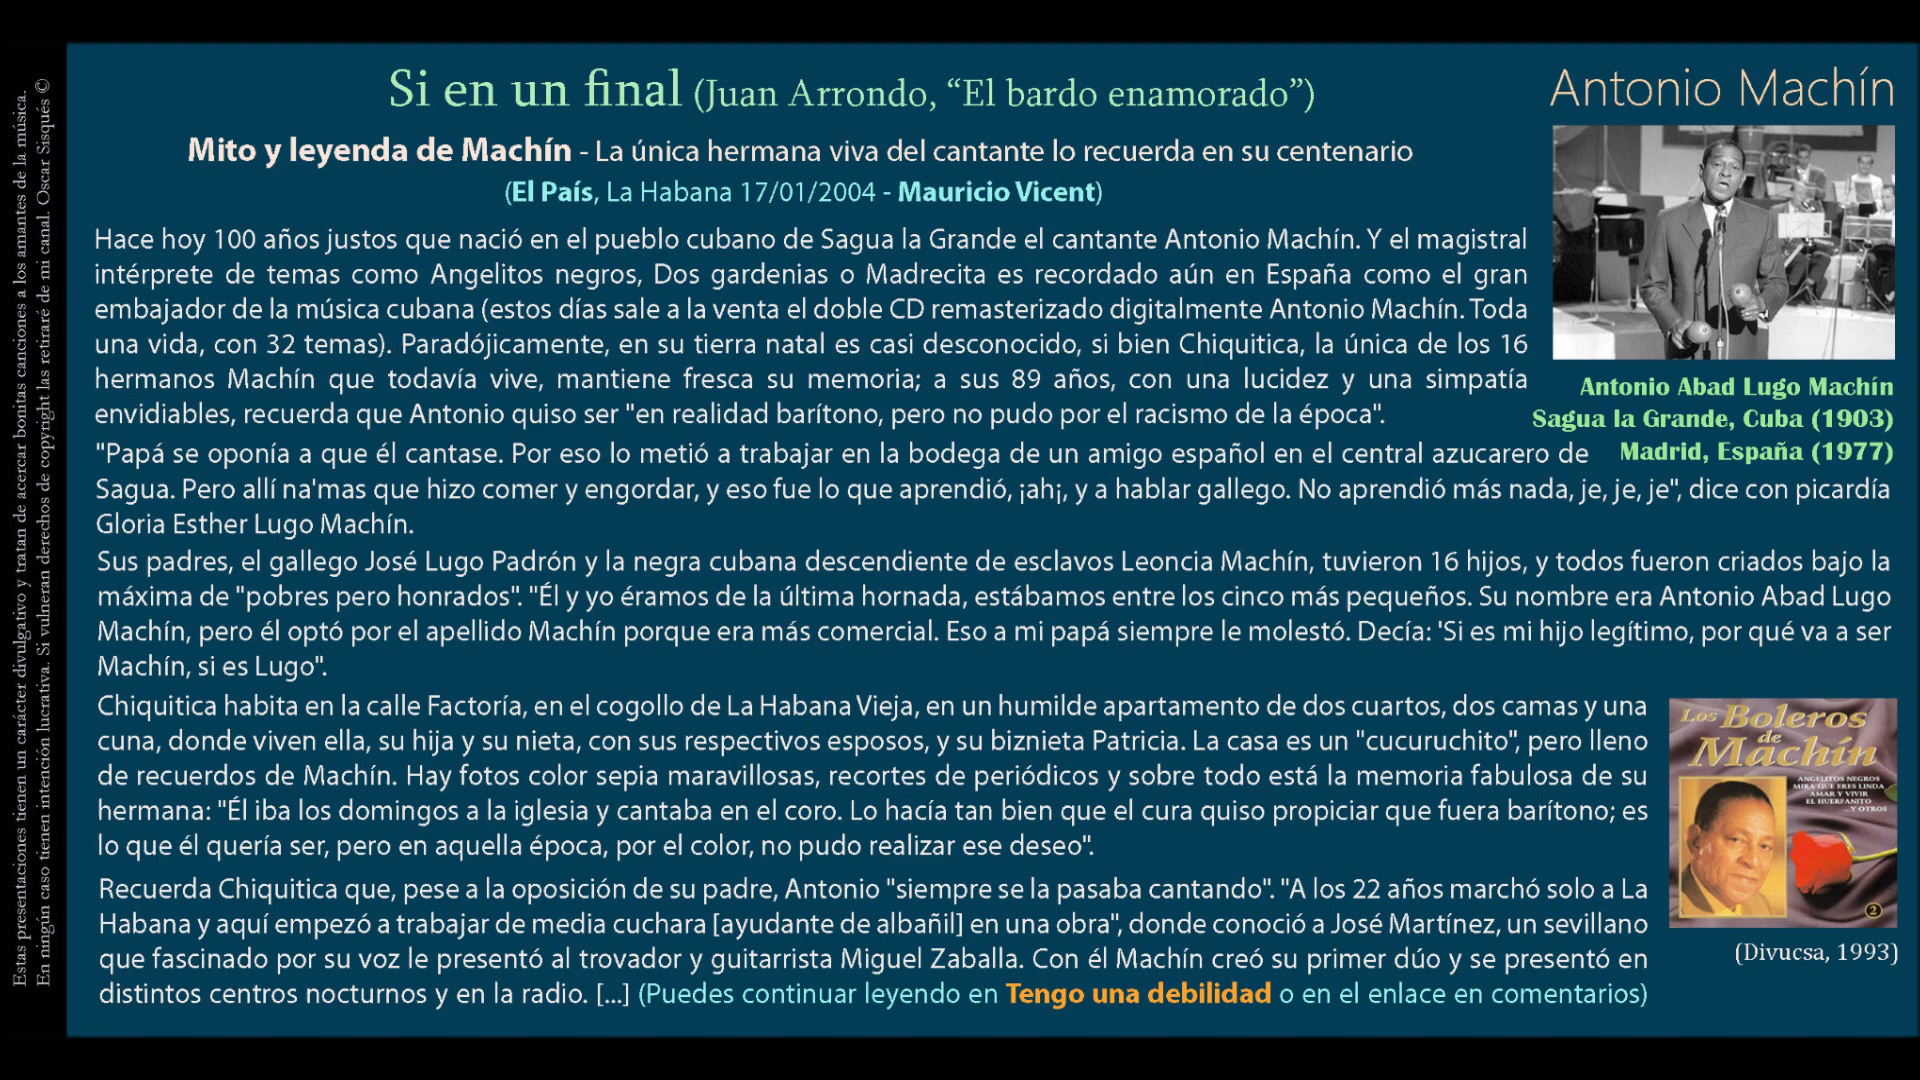 Si en un final (Juan Arrondo, “El bardo enamorado”)
Antonio Machín
Mito y leyenda de Machín - La única hermana viva del cantante lo recuerda en su centenario
(El País, La Habana 17/01/2004 - Mauricio Vicent)
Hace hoy 100 años justos que nació en el pueblo cubano de Sagua la Grande el cantante Antonio Machín. Y el magistral
intérprete de temas como Angelitos negros, Dos gardenias o Madrecita es recordado aún en España como el gran
embajador de la música cubana (estos días sale a la venta el doble CD remasterizado digitalmente Antonio Machín. Toda
una vida, con 32 temas). Paradójicamente, en su tierra natal es casi desconocido, si bien Chiquitica, la única de los 16
hermanos Machín que todavía vive, mantiene fresca su memoria; a sus 89 años, con una lucidez y una simpatía
envidiables, recuerda que Antonio quiso ser "en realidad barítono, pero no pudo por el racismo de la época".
Antonio Abad Lugo Machín
Sagua la Grande, Cuba (1903)
Madrid, España (1977)
"Papá se oponía a que él cantase. Por eso lo metió a trabajar en la bodega de un amigo español en el central azucarero de
Sagua. Pero allí na'mas que hizo comer y engordar, y eso fue lo que aprendió, ¡ah¡, y a hablar gallego. No aprendió más nada, je, je, je", dice con picardía
Gloria Esther Lugo Machín.
Sus padres, el gallego José Lugo Padrón y la negra cubana descendiente de esclavos Leoncia Machín, tuvieron 16 hijos, y todos fueron criados bajo la
máxima de "pobres pero honrados". "Él y yo éramos de la última hornada, estábamos entre los cinco más pequeños. Su nombre era Antonio Abad Lugo
Machín, pero él optó por el apellido Machín porque era más comercial. Eso a mi papá siempre le molestó. Decía: 'Si es mi hijo legítimo, por qué va a ser
Machín, si es Lugo".
Chiquitica habita en la calle Factoría, en el cogollo de La Habana Vieja, en un humilde apartamento de dos cuartos, dos camas y una
cuna, donde viven ella, su hija y su nieta, con sus respectivos esposos, y su biznieta Patricia. La casa es un "cucuruchito", pero lleno
de recuerdos de Machín. Hay fotos color sepia maravillosas, recortes de periódicos y sobre todo está la memoria fabulosa de su
hermana: "Él iba los domingos a la iglesia y cantaba en el coro. Lo hacía tan bien que el cura quiso propiciar que fuera barítono; es
lo que él quería ser, pero en aquella época, por el color, no pudo realizar ese deseo".
Recuerda Chiquitica que, pese a la oposición de su padre, Antonio "siempre se la pasaba cantando". "A los 22 años marchó solo a La
Habana y aquí empezó a trabajar de media cuchara [ayudante de albañil] en una obra", donde conoció a José Martínez, un sevillano
que fascinado por su voz le presentó al trovador y guitarrista Miguel Zaballa. Con él Machín creó su primer dúo y se presentó en
distintos centros nocturnos y en la radio. [...] (Puedes continuar leyendo en Tengo una debilidad o en el enlace en comentarios)
Los Boleros
de
Machín
ANGELITOS NEGROS
MIRA QUE ERES LINDA
AMAR Y VIVIR
EL HUERFANITO
...Y OTROS
2
(Divucsa, 1993)
Estas presentaciones tienen un carácter divulgativo y tratan de acercar bonitas canciones a los amantes de la música.
En ningún caso tienen intención lucrativa. Si vulneran derechos de copyright las retiraré de mi canal. Oscar Sisqués ©